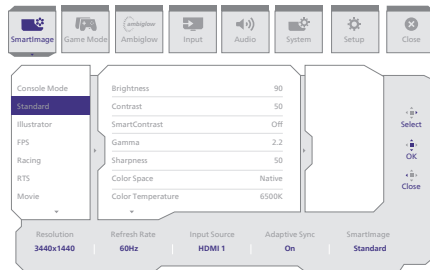 SmartImage Game Mode Ambiglow Input Audio System Setup Close
ambiglow
Console Mode
Standard
Illustrator
FPS
Racing
RTS
Movie
Brightness 90
Contrast 50
SmartContrast Off
Gamma 2.2
Sharpness 50
Color Space Native
Color Temperature 6500K
Select
OK
Close
Resolution Refresh Rate Input Source Adaptive Sync SmartImage
3440x1440 60Hz HDMI 1 On Standard